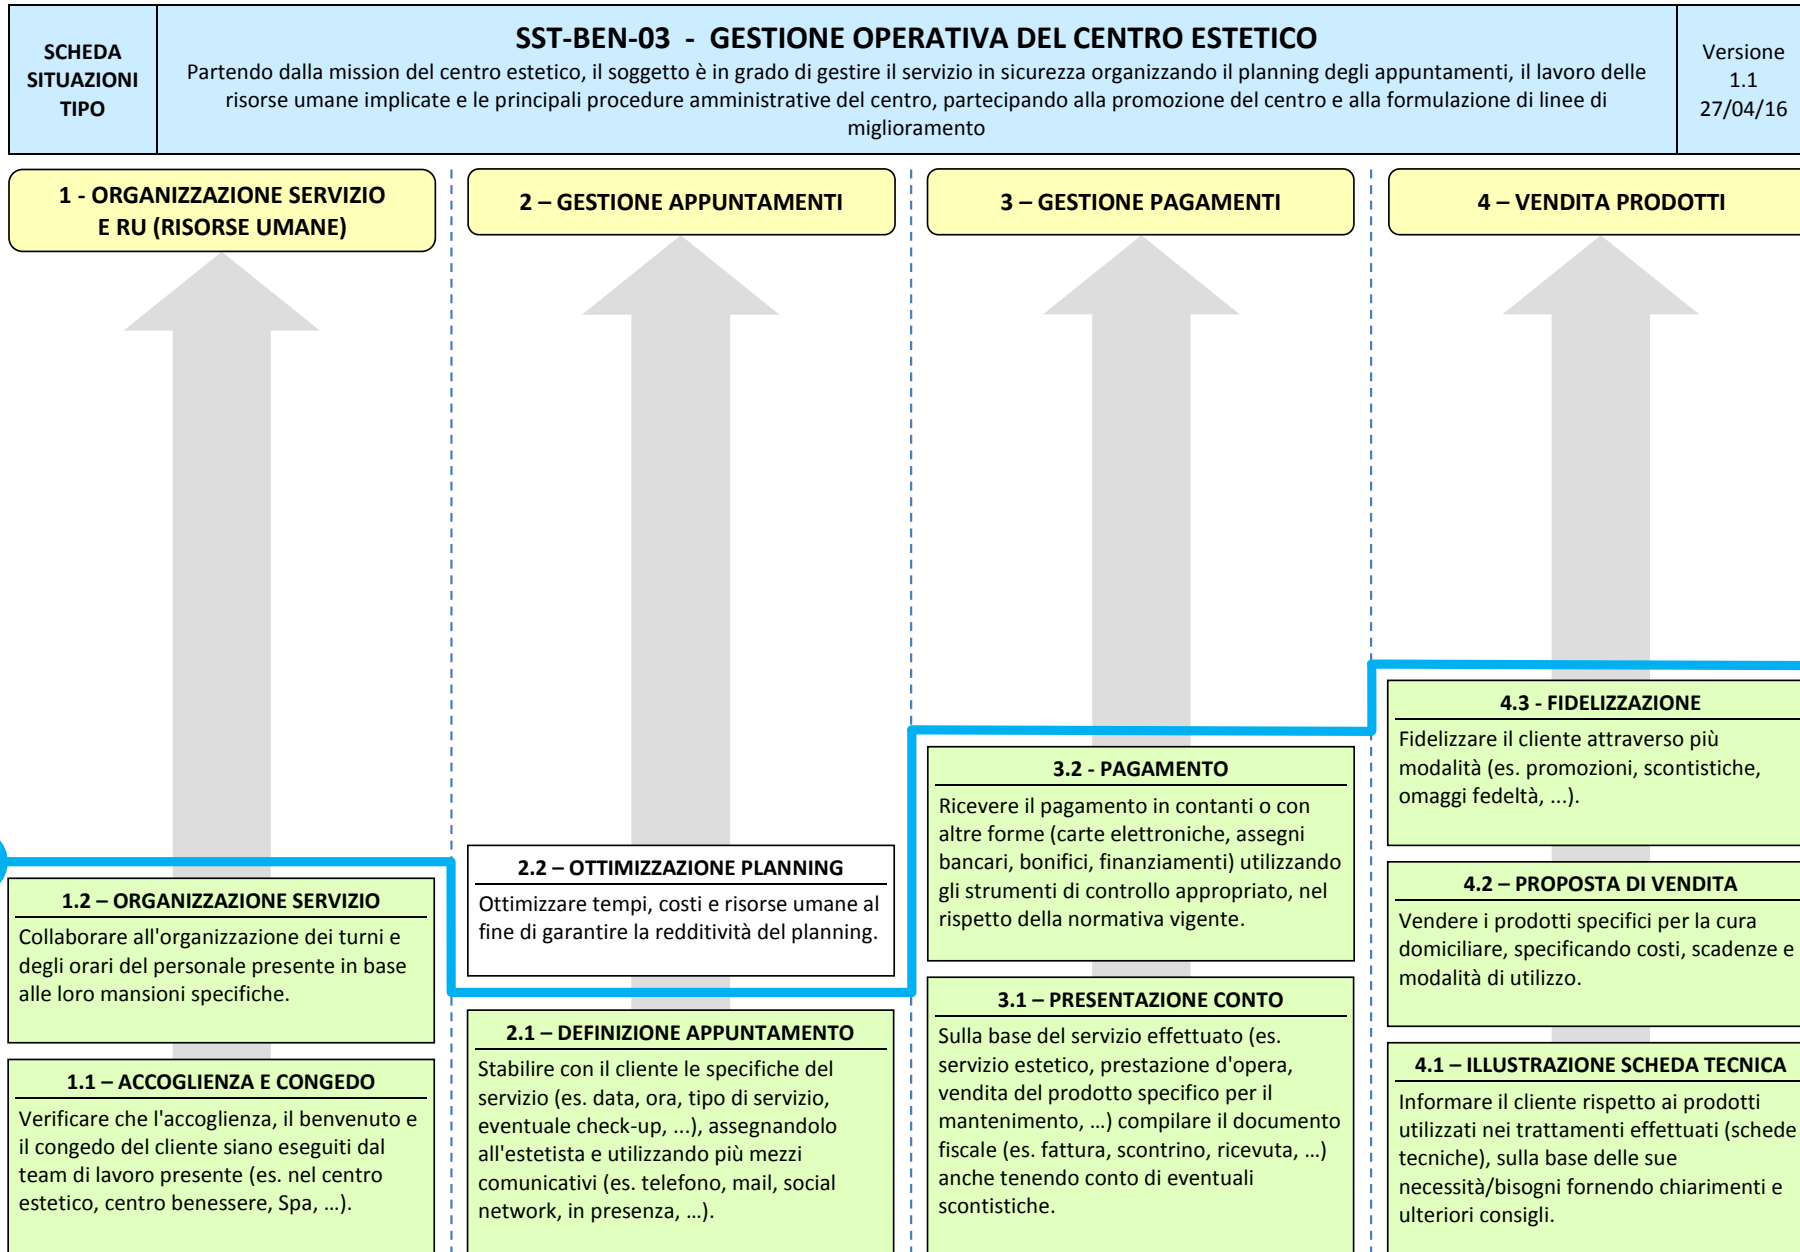 SCHEDA
SITUAZIONI
TIPO
SST-BEN-03 - GESTIONE OPERATIVA DEL CENTRO ESTETICO
Partendo dalla mission del centro estetico, il soggetto è in grado di gestire il servizio in sicurezza organizzando il planning degli appuntamenti, il lavoro delle
risorse umane implicate e le principali procedure amministrative del centro, partecipando alla promozione del centro e alla formulazione di linee di
miglioramento
Versione
1.1
27/04/16
1 - ORGANIZZAZIONE SERVIZIO
E RU (RISORSE UMANE)
1.2 – ORGANIZZAZIONE SERVIZIO
Collaborare all'organizzazione dei turni e
degli orari del personale presente in base
alle loro mansioni specifiche.
1.1 – ACCOGLIENZA E CONGEDO
Verificare che l'accoglienza, il benvenuto e
il congedo del cliente siano eseguiti dal
team di lavoro presente (es. nel centro
estetico, centro benessere, Spa, ...).
2 – GESTIONE APPUNTAMENTI
2.2 – OTTIMIZZAZIONE PLANNING
Ottimizzare tempi, costi e risorse umane al
fine di garantire la redditività del planning.
2.1 – DEFINIZIONE APPUNTAMENTO
Stabilire con il cliente le specifiche del
servizio (es. data, ora, tipo di servizio,
eventuale check-up, ...), assegnandolo
all'estetista e utilizzando più mezzi
comunicativi (es. telefono, mail, social
network, in presenza, ...).
3 – GESTIONE PAGAMENTI
3.2 - PAGAMENTO
Ricevere il pagamento in contanti o con
altre forme (carte elettroniche, assegni
bancari, bonifici, finanziamenti) utilizzando
gli strumenti di controllo appropriato, nel
rispetto della normativa vigente.
3.1 – PRESENTAZIONE CONTO
Sulla base del servizio effettuato (es.
servizio estetico, prestazione d'opera,
vendita del prodotto specifico per il
mantenimento, ...) compilare il documento
fiscale (es. fattura, scontrino, ricevuta, ...)
anche tenendo conto di eventuali
scontistiche.
4 – VENDITA PRODOTTI
4.3 - FIDELIZZAZIONE
Fidelizzare il cliente attraverso più
modalità (es. promozioni, scontistiche,
omaggi fedeltà, ...).
4.2 – PROPOSTA DI VENDITA
Vendere i prodotti specifici per la cura
domiciliare, specificando costi, scadenze e
modalità di utilizzo.
4.1 – ILLUSTRAZIONE SCHEDA TECNICA
Informare il cliente rispetto ai prodotti
utilizzati nei trattamenti effettuati (schede
tecniche), sulla base delle sue
necessità/bisogni fornendo chiarimenti e
ulteriori consigli.